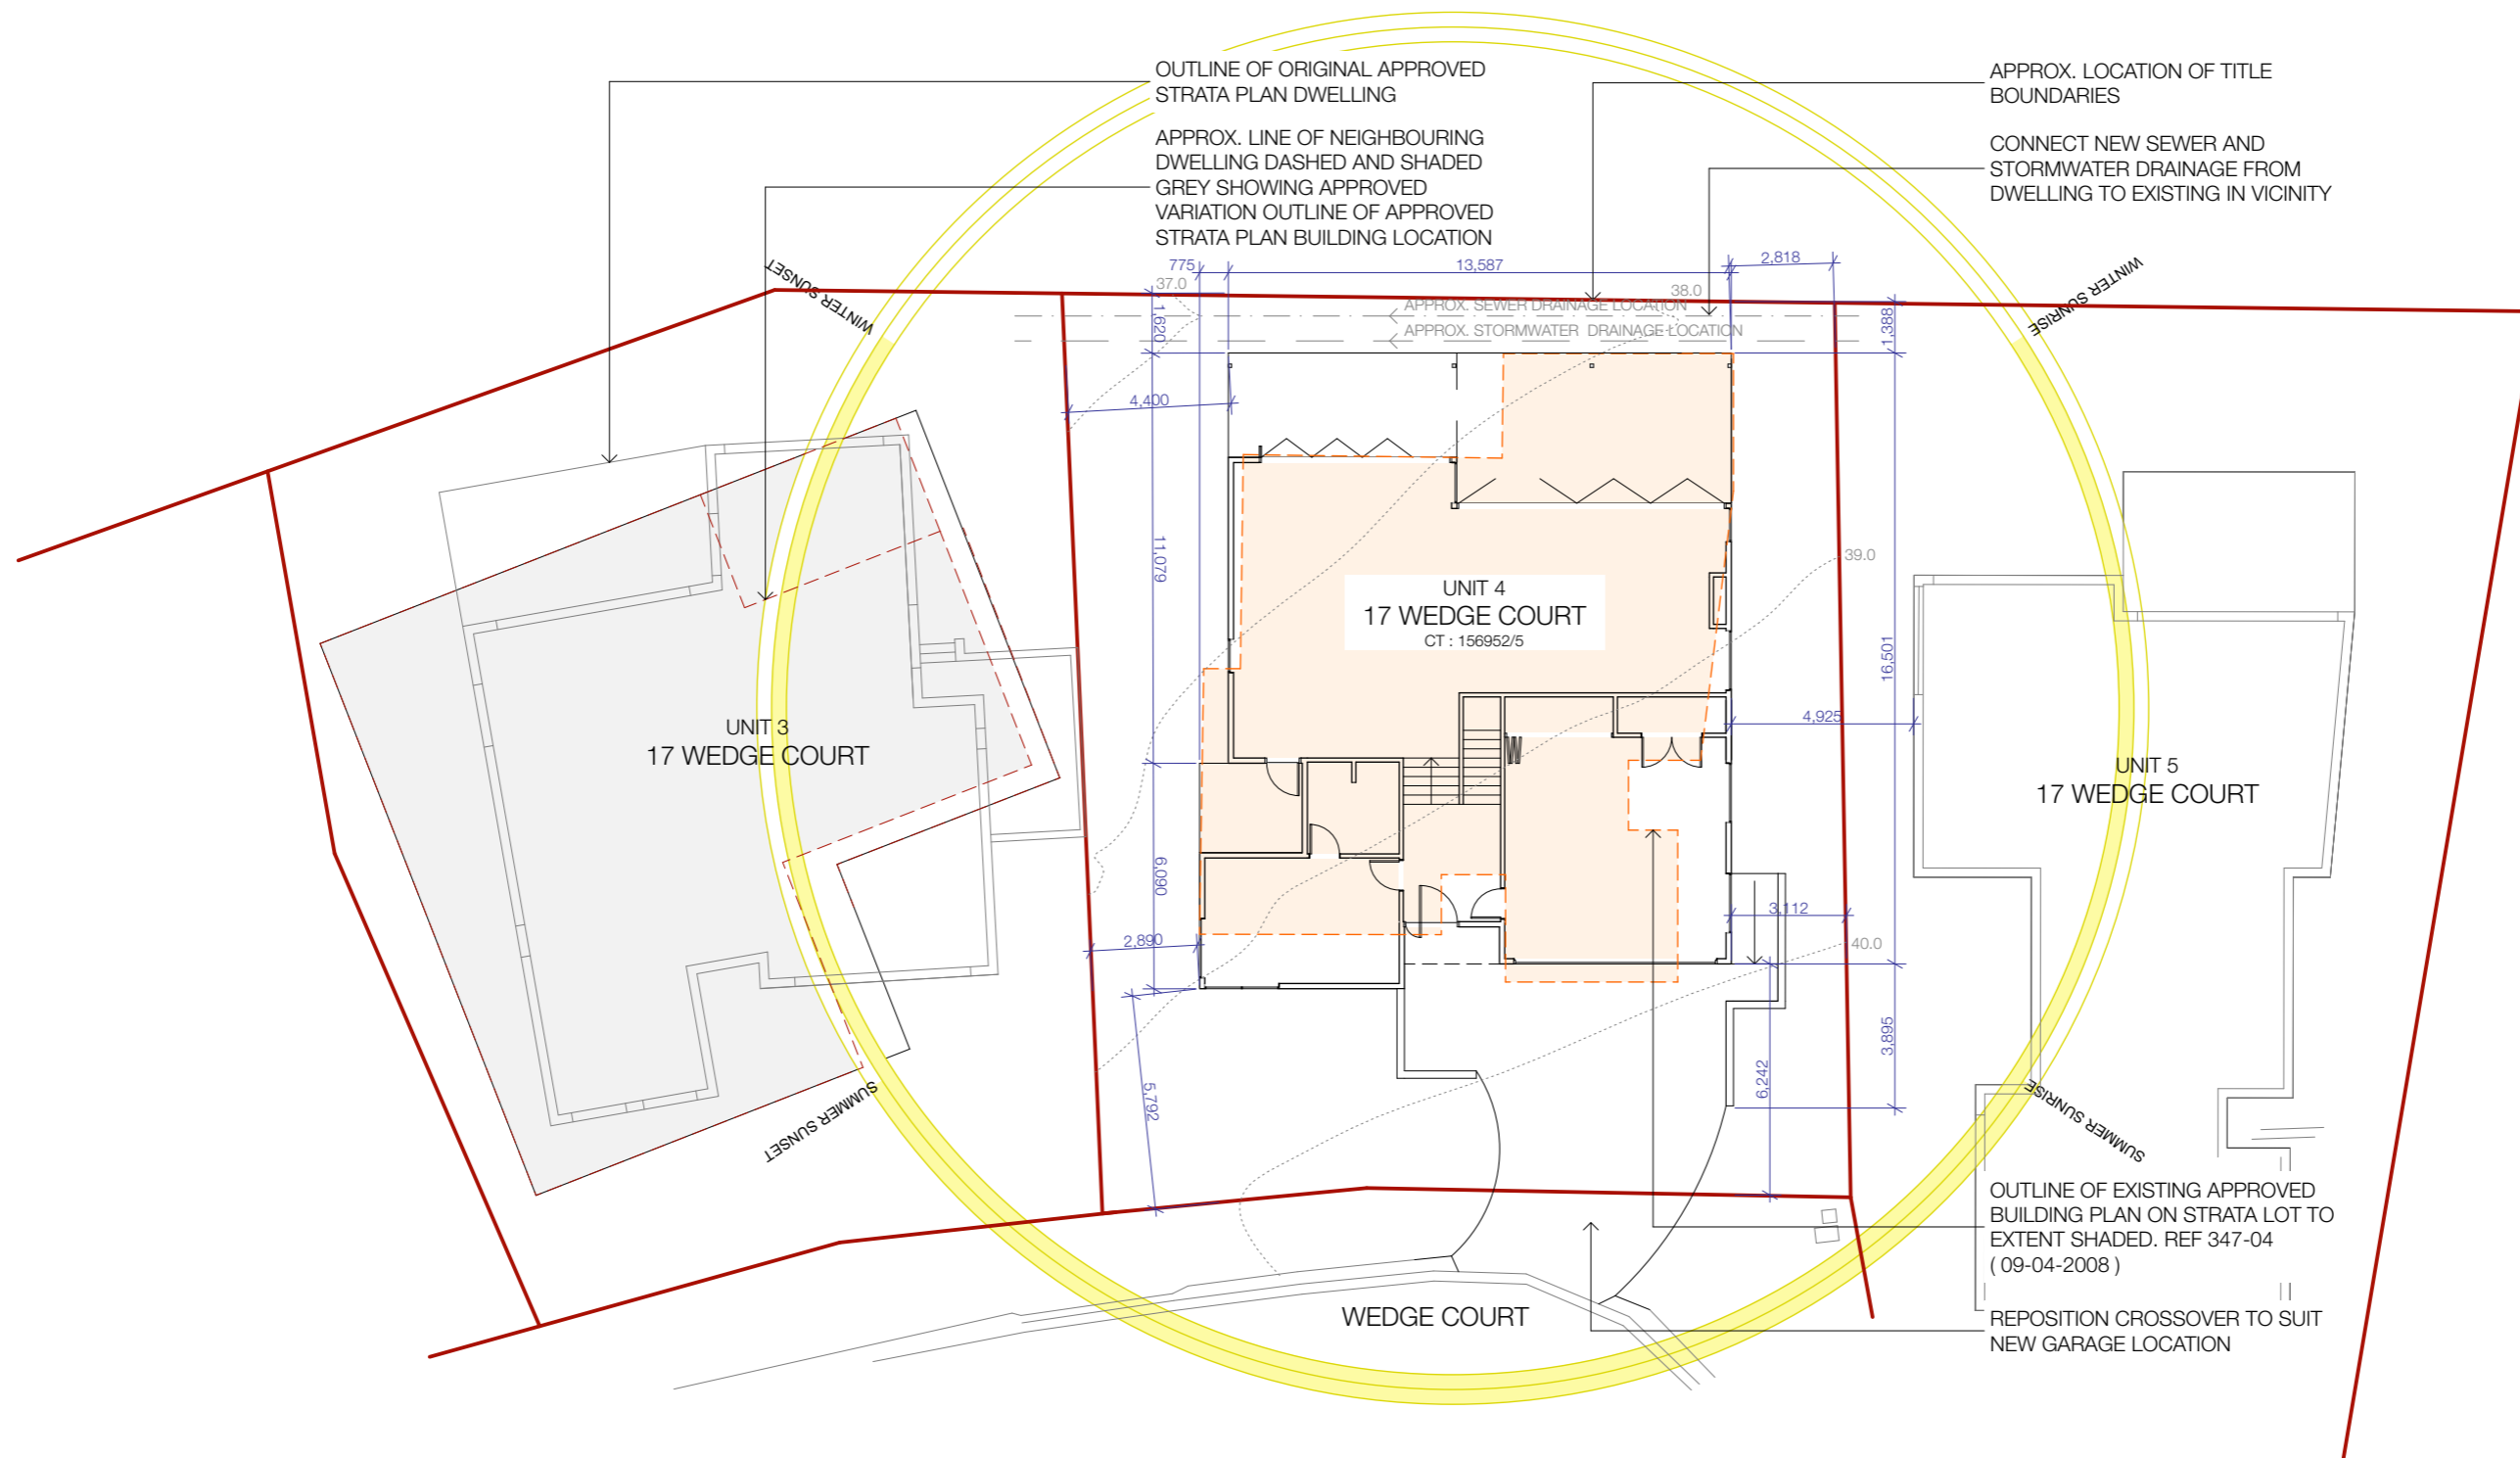 OUTLINE OF ORIGINAL APPROVED
STRATA PLAN DWELLING
APPROX. LINE OF NEIGHBOURING
DWELLING DASHED AND SHADED
GREY SHOWING APPROVED
VARIATION OUTLINE OF APPROVED
STRATA PLAN BUILDING LOCATION
APPROX. LOCATION OF TITLE
BOUNDARIES
CONNECT NEW SEWER AND
STORMWATER DRAINAGE FROM
DWELLING TO EXISTING IN VICINITY
WINTER SUNSET
WINTER SUNRISE
775
13,587
2,818
37.0
38.0
APPROX. SEWER DRAINAGE LOCATION
APPROX. STORMWATER DRAINAGE LOCATION
1,620
1,388
4,400
11,079
39.0
UNIT 4
17 WEDGE COURT
CT : 156952/5
16,501
UNIT 3
17 WEDGE COURT
4,925
UNIT 5
17 WEDGE COURT
6,090
2,890
3,112
40.0
5,792
6,242
3,895
SUMMER SUNSET
SUMMER SUNRISE
OUTLINE OF EXISTING APPROVED
BUILDING PLAN ON STRATA LOT TO
EXTENT SHADED. REF 347-04
( 09-04-2008 )
WEDGE COURT
REPOSITION CROSSOVER TO SUIT
NEW GARAGE LOCATION